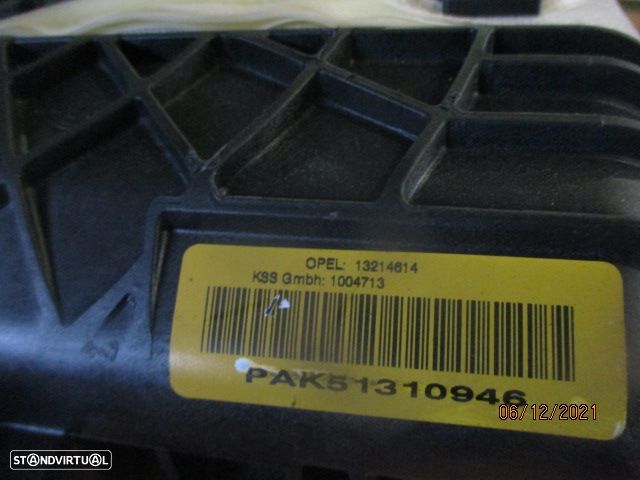 OPEL: 13214614
KSS Gmbh: 1004713
PAK51310946
06/12/2021
STANDVIRTUAL